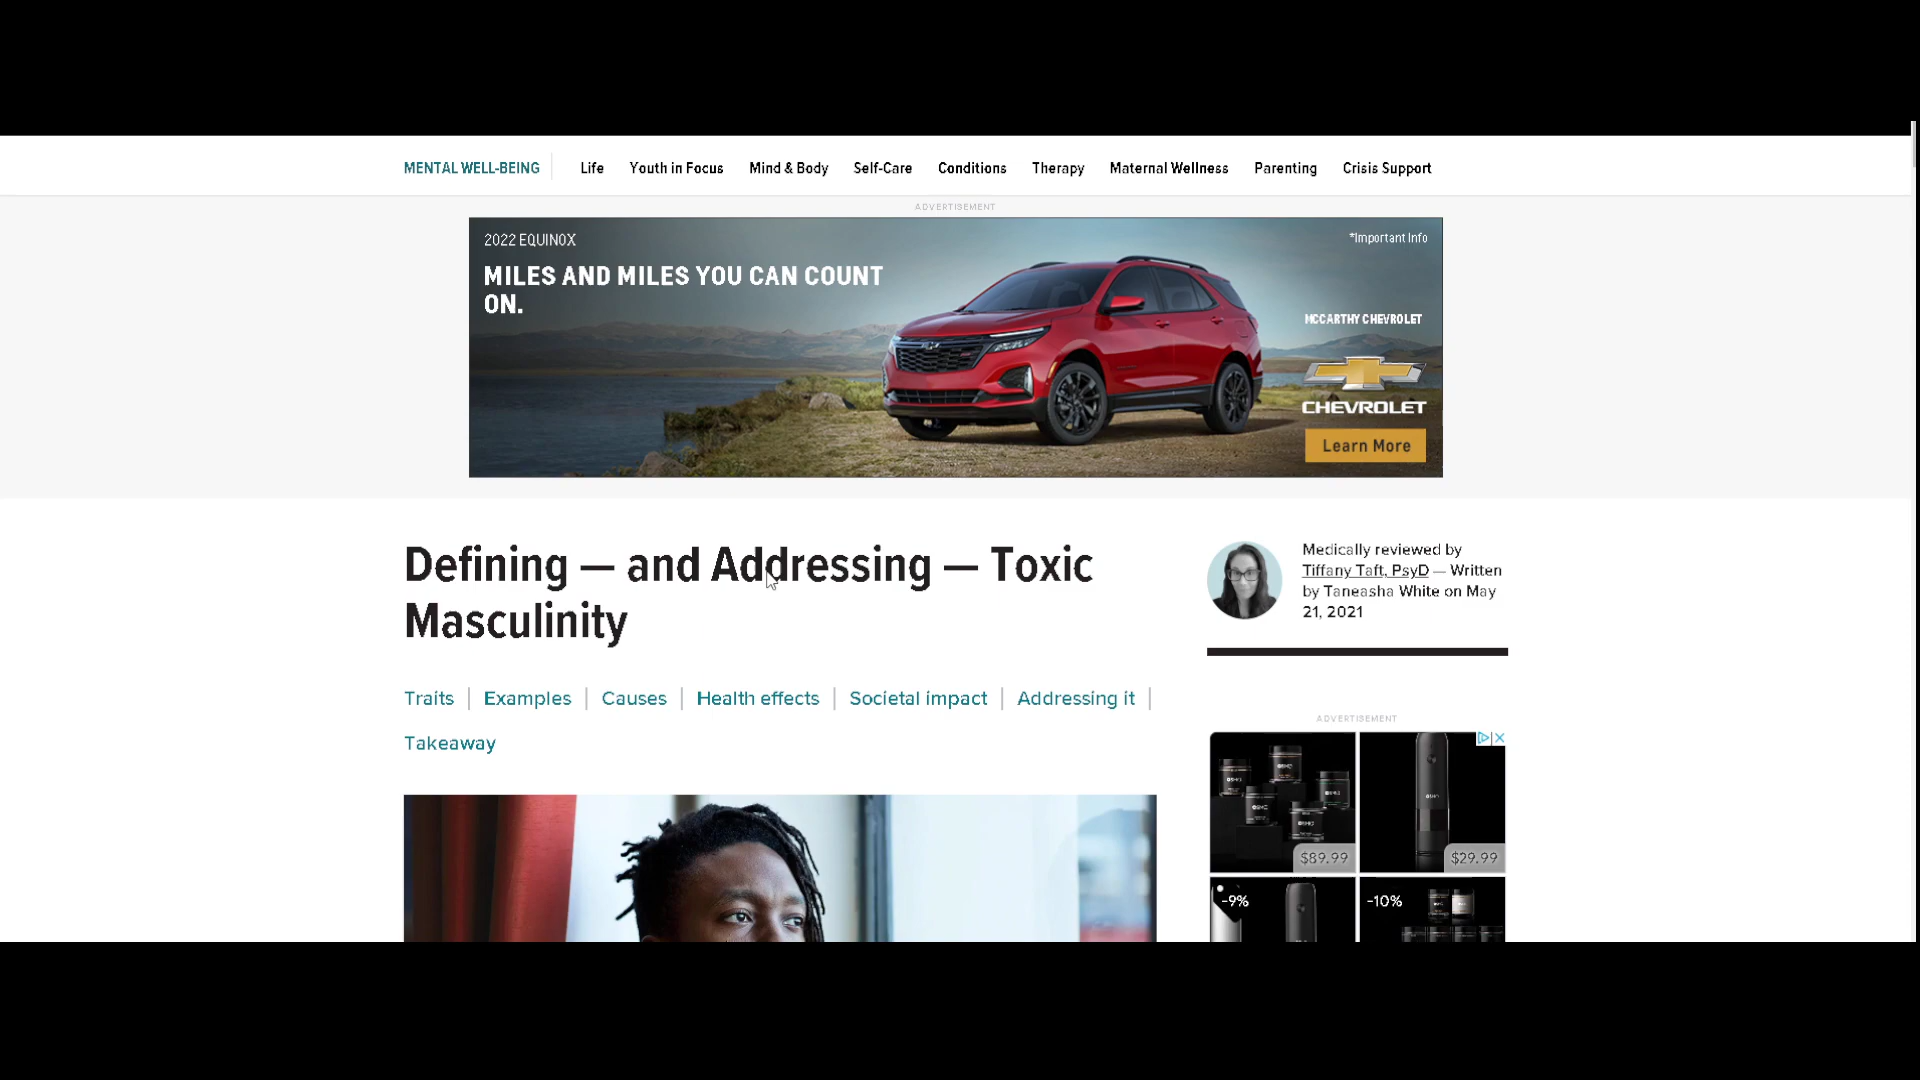 MENTAL WELL-BEING Life Youth in Focus Mind & Body Self-Care Conditions Therapy Maternal Wellness Parenting Crisis Support
ADVERTISEMENT
2022 EQUINOX
*Important Info
MILES AND MILES YOU CAN COUNT
ON.
MCCARTHY CHEVROLET
CHEVROLET
Learn More
Defining — and Addressing — Toxic
Masculinity
Medically reviewed by
Tiffany Taft, PsyD — Written
by Taneasha White on May
21, 2021
Traits | Examples | Causes | Health effects | Societal impact | Addressing it |
Takeaway
ADVERTISEMENT
$89.99
$29.99
-9%
-10%